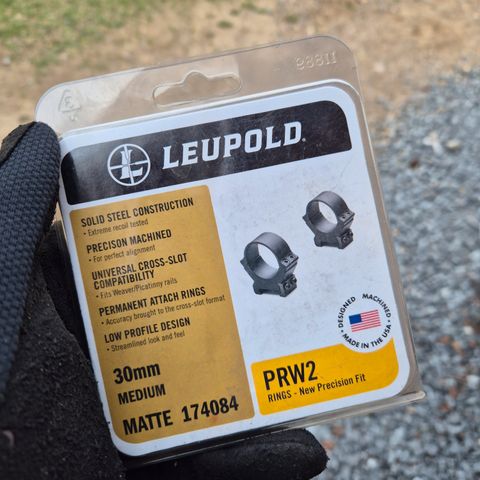 LEUPOLD®
SOLID STEEL CONSTRUCTION
• Extreme recoil tested
PRECISON MACHINED
• For perfect alignment
UNIVERSAL CROSS-SLOT
COMPATIBILITY
• Fits Weaver/Picatinny rails
PERMANENT ATTACH RINGS
• Accuracy brought to the cross-slot format
LOW PROFILE DESIGN
• Streamlined look and feel
30mm
MEDIUM
MATTE 174084
DESIGNED • MACHINED
• MADE IN THE USA •
PRW2
RINGS - New Precision Fit